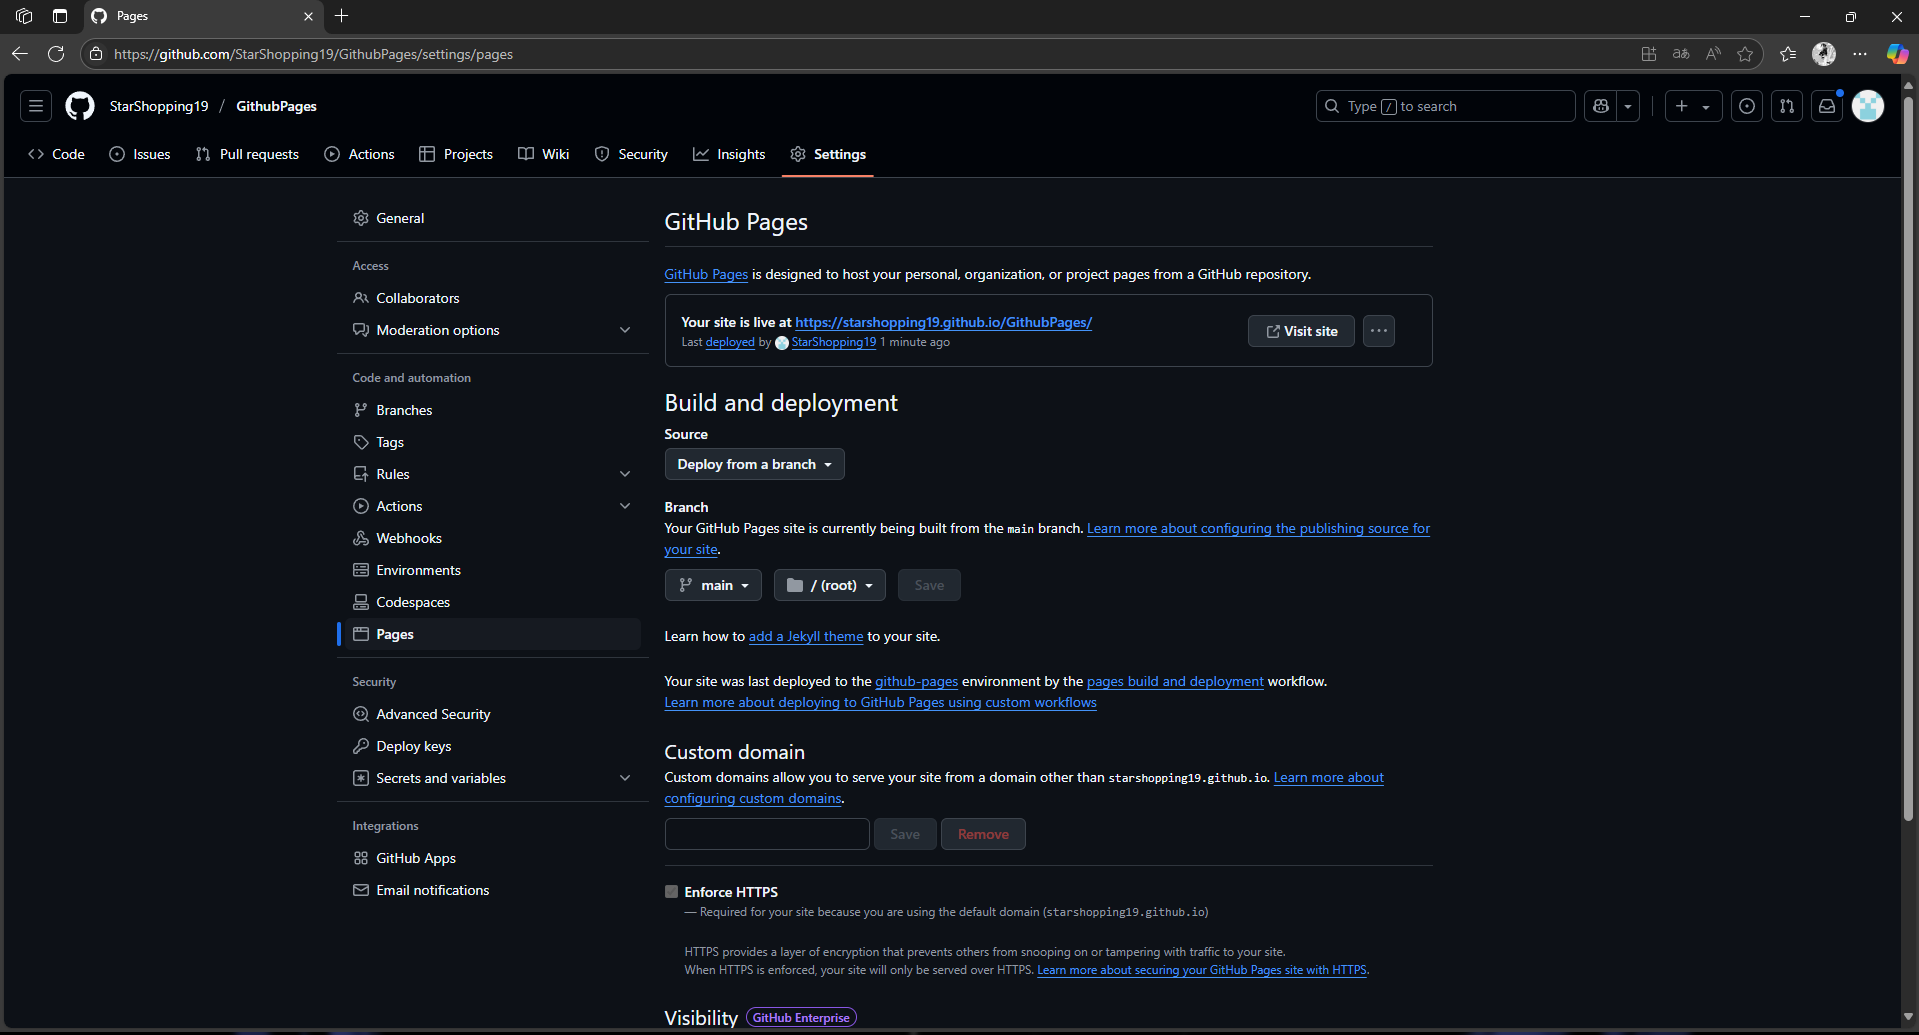 Pages
https://github.com/StarShopping19/GithubPages/settings/pages
StarShopping19 / GithubPages
Type / to search
Code
Issues
Pull requests
Actions
Projects
Wiki
Security
Insights
Settings
General
Access
Collaborators
Moderation options
Code and automation
Branches
Tags
Rules
Actions
Webhooks
Environments
Codespaces
Pages
Security
Advanced Security
Deploy keys
Secrets and variables
Integrations
GitHub Apps
Email notifications
GitHub Pages
GitHub Pages is designed to host your personal, organization, or project pages from a GitHub repository.
Your site is live at https://starshopping19.github.io/GithubPages/
Last deployed by StarShopping19 1 minute ago
Visit site
Build and deployment
Source
Deploy from a branch
Branch
Your GitHub Pages site is currently being built from the main branch. Learn more about configuring the publishing source for
your site.
main
/ (root)
Save
Learn how to add a Jekyll theme to your site.
Your site was last deployed to the github-pages environment by the pages build and deployment workflow.
Learn more about deploying to GitHub Pages using custom workflows
Custom domain
Custom domains allow you to serve your site from a domain other than starshopping19.github.io. Learn more about
configuring custom domains.
Save
Remove
Enforce HTTPS
— Required for your site because you are using the default domain (starshopping19.github.io)
HTTPS provides a layer of encryption that prevents others from snooping on or tampering with traffic to your site.
When HTTPS is enforced, your site will only be served over HTTPS. Learn more about securing your GitHub Pages site with HTTPS.
Visibility GitHub Enterprise